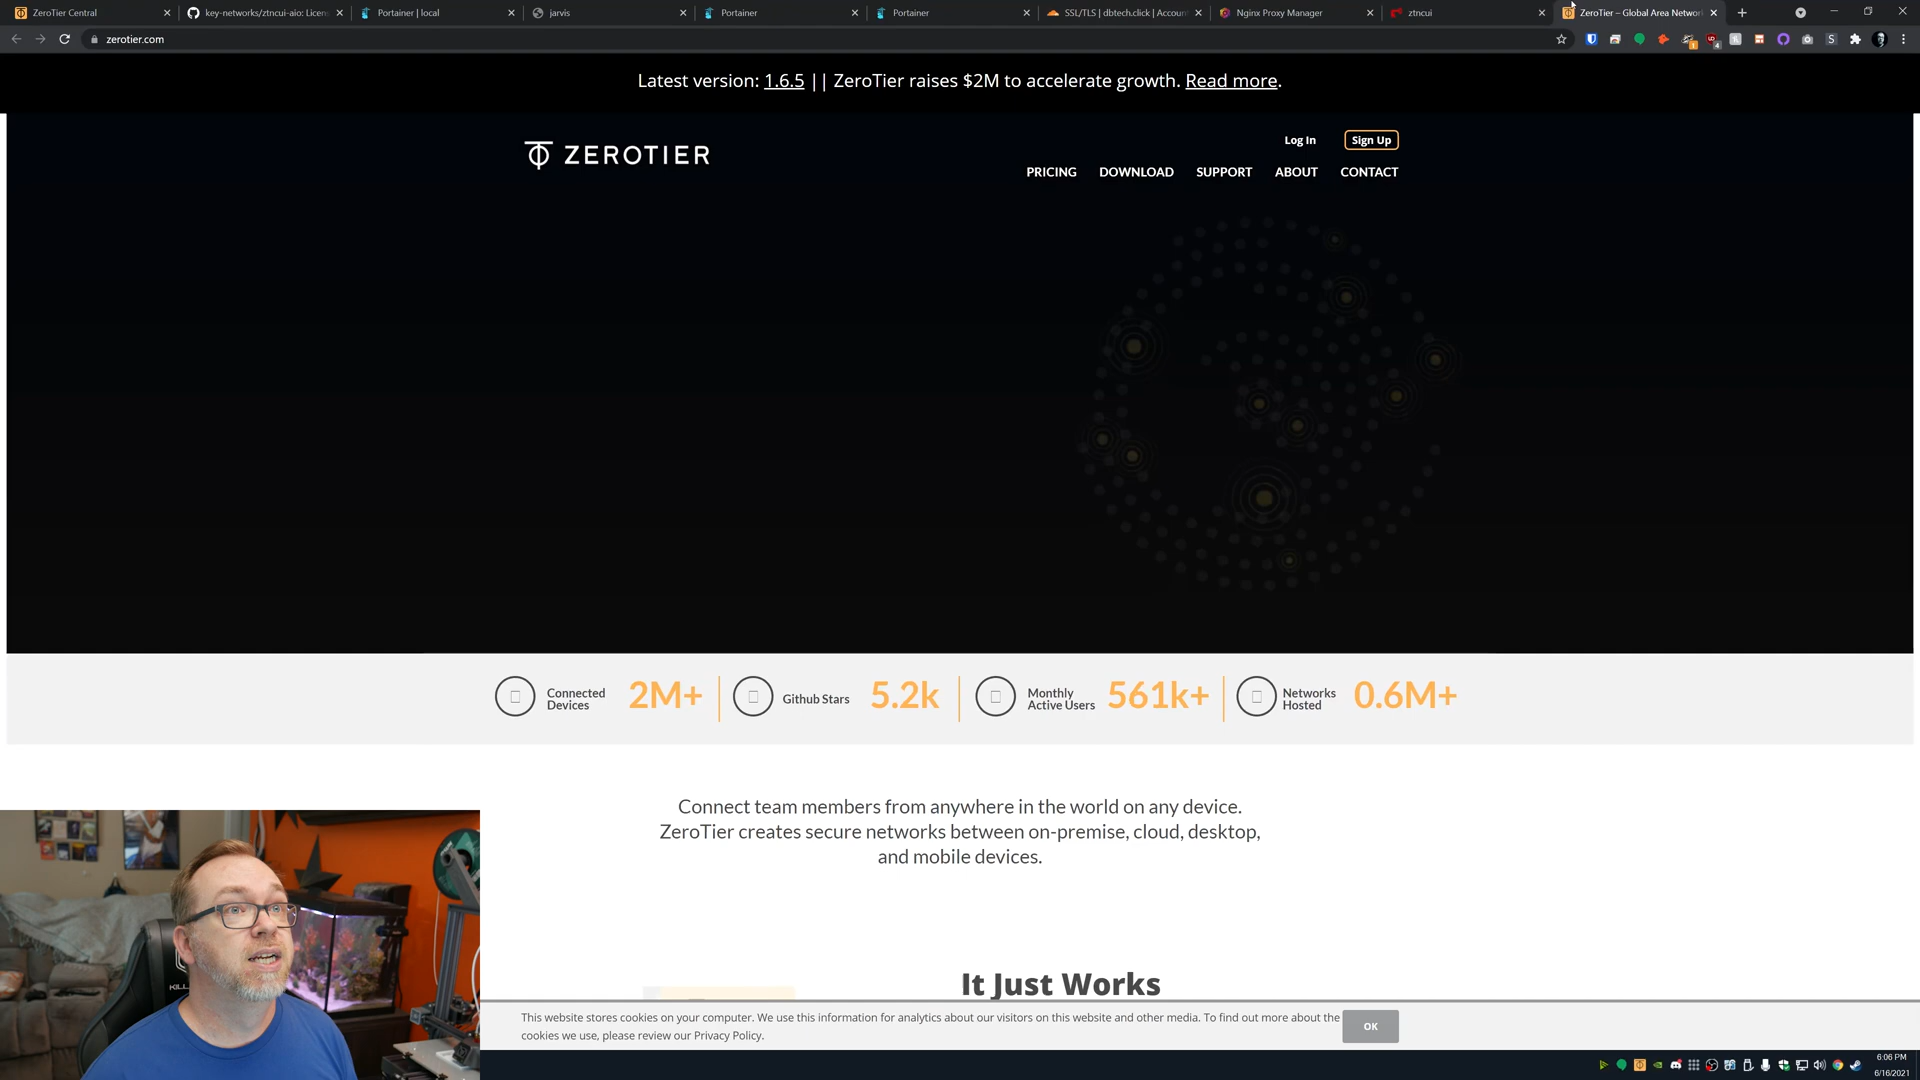 ZeroTier Central
key-networks/ztncui-aio: Licens
Portainer | local
jarvis
Portainer
Portainer
SSL/TLS | dbtech.click | Account
Nginx Proxy Manager
ztncui
ZeroTier – Global Area Network
zerotier.com
Latest version: 1.6.5 || ZeroTier raises $2M to accelerate growth. Read more.
ZEROTIER
Log In
Sign Up
PRICING
DOWNLOAD
SUPPORT
ABOUT
CONTACT
Connected
Devices
2M+
Github Stars
5.2k
Monthly
Active Users
561k+
Networks
Hosted
0.6M+
Connect team members from anywhere in the world on any device.
ZeroTier creates secure networks between on-premise, cloud, desktop,
and mobile devices.
It Just Works
This website stores cookies on your computer. We use this information for analytics about our visitors on this website and other media. To find out more about the
cookies we use, please review our Privacy Policy.
OK
6:06 PM
6/16/2021